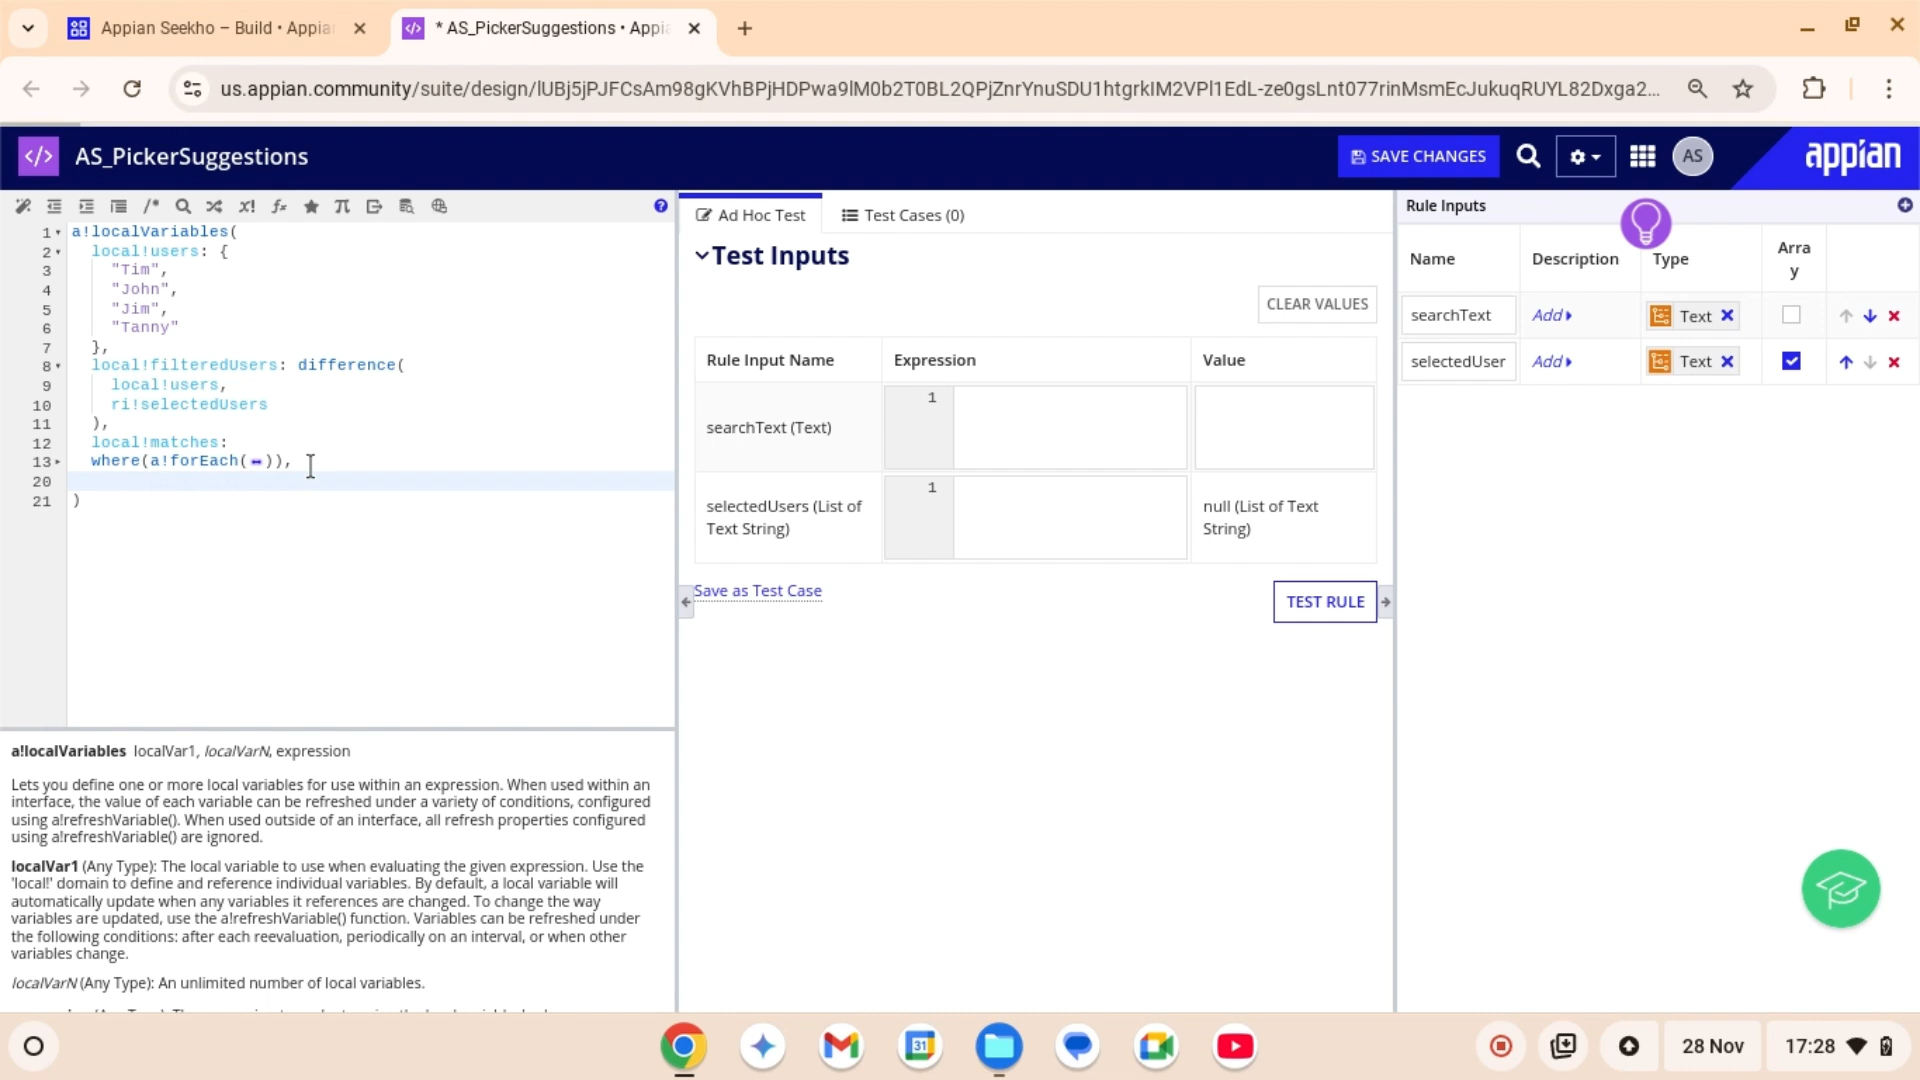 Appian Seekho – Build • Appia
* AS_PickerSuggestions • Appi
us.appian.community/suite/design/lUBj5jPJFCsAm98gKVhBPjHDPwa9lM0b2T0BL2QPjZnrYnuSDU1htgrkIM2VPl1EdL-ze0gsLnt077rinMsmEcJukuqRUYL82Dxga2...
AS_PickerSuggestions
SAVE CHANGES
AS
appian
1 a!localVariables(
2 local!users: {
3 "Tim",
4 "John",
5 "Jim",
6 "Tanny"
7 },
8 local!filteredUsers: difference(
9 local!users,
10 ri!selectedUsers
11 ),
12 local!matches:
13 where(a!forEach( )),
20
21 )
a!localVariables localVar1, localVarN, expression
Lets you define one or more local variables for use within an expression. When used within an
interface, the value of each variable can be refreshed under a variety of conditions, configured
using a!refreshVariable(). When used outside of an interface, all refresh properties configured
using a!refreshVariable() are ignored.
localVar1 (Any Type): The local variable to use when evaluating the given expression. Use the
'local!' domain to define and reference individual variables. By default, a local variable will
automatically update when any variables it references are changed. To change the way
variables are updated, use the a!refreshVariable() function. Variables can be refreshed under
the following conditions: after each reevaluation, periodically on an interval, or when other
variables change.
localVarN (Any Type): An unlimited number of local variables.
Ad Hoc Test
Test Cases (0)
Test Inputs
CLEAR VALUES
Rule Input Name Expression Value
searchText (Text) 1
selectedUsers (List of Text String) 1 null (List of Text String)
Save as Test Case
TEST RULE
Rule Inputs
Name Description Type Array
searchText Add Text
selectedUser Add Text
31
28 Nov
17:28